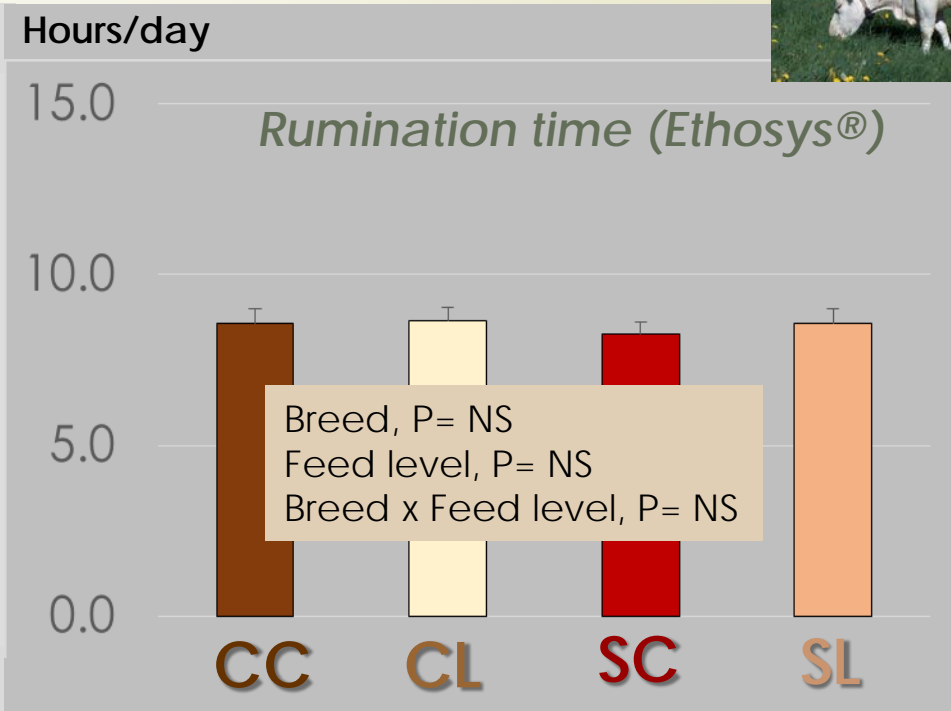 Hours/day
Rumination time (Ethosys®)
15.0
10.0
5.0
0.0
Breed, P= NS
Feed level, P= NS
Breed x Feed level, P= NS
CC CL SC SL